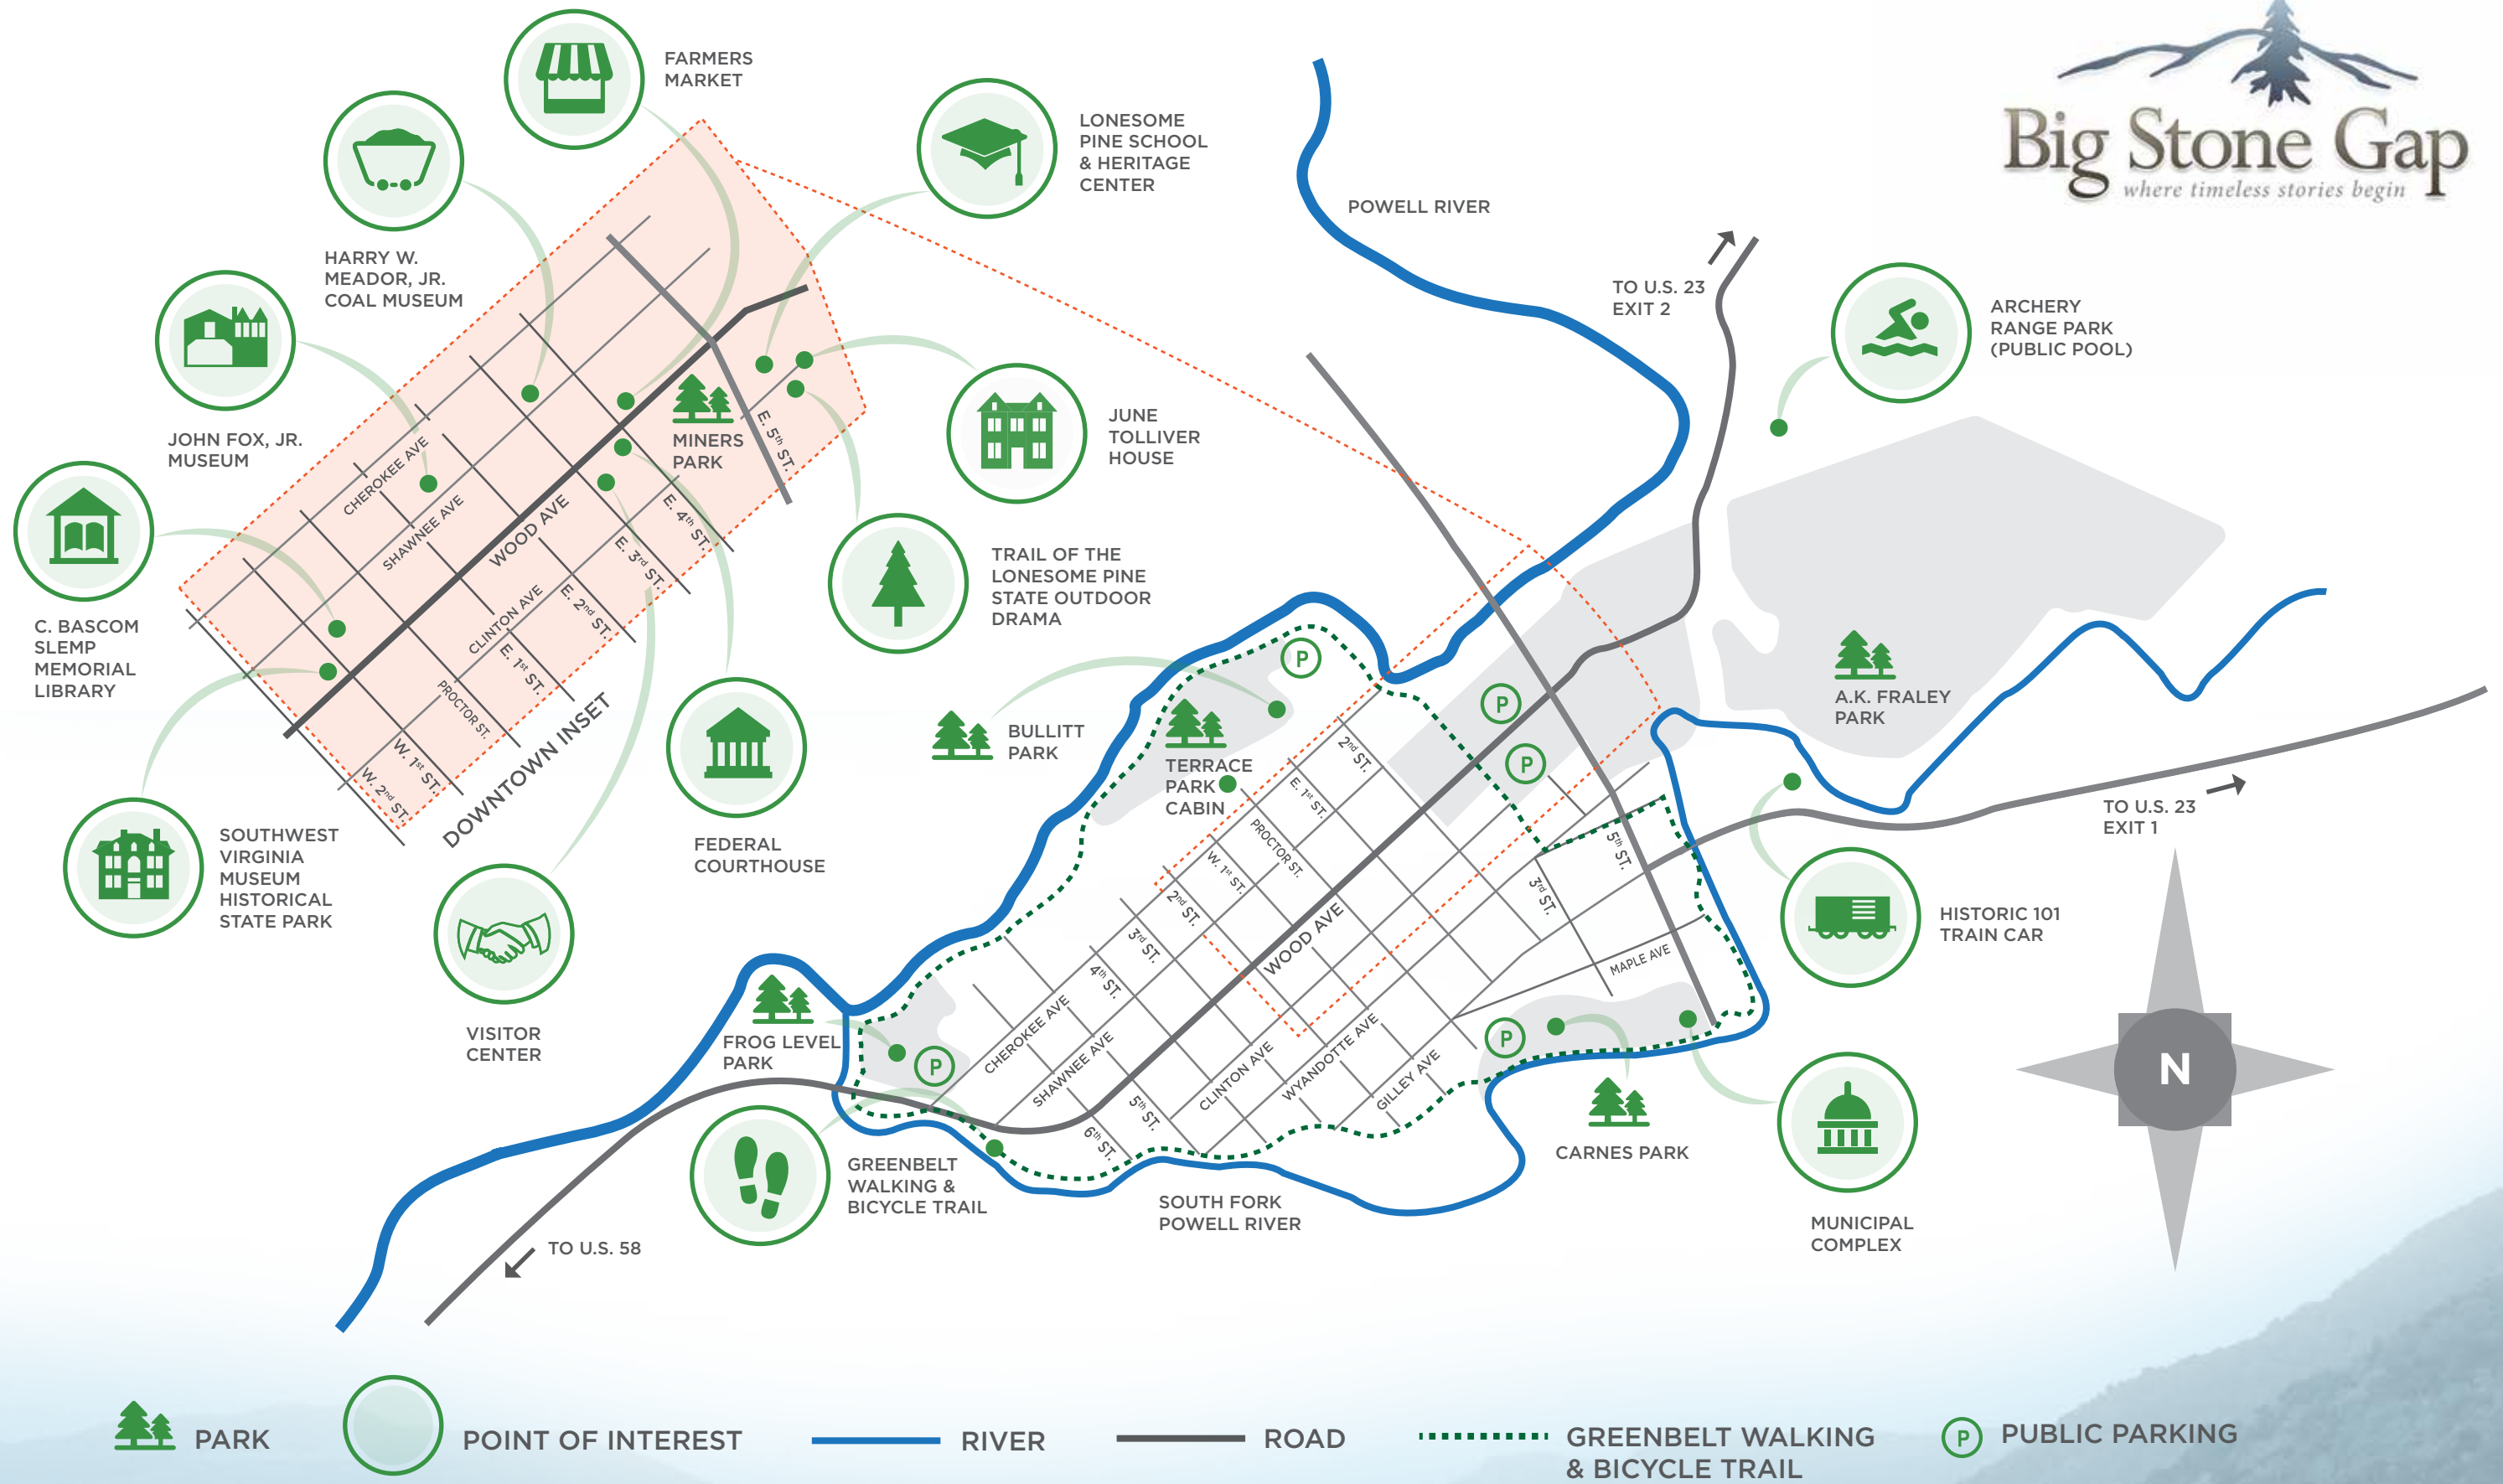 Big Stone Gap
where timeless stories begin
FARMERS
MARKET
LONESOME
PINE SCHOOL
& HERITAGE
CENTER
HARRY W.
MEADOR, JR.
COAL MUSEUM
JOHN FOX, JR.
MUSEUM
C. BASCOM
SLEMP
MEMORIAL
LIBRARY
SOUTHWEST
VIRGINIA
MUSEUM
HISTORICAL
STATE PARK
VISITOR
CENTER
FEDERAL
COURTHOUSE
JUNE
TOLLIVER
HOUSE
TRAIL OF THE
LONESOME PINE
STATE OUTDOOR
DRAMA
MINERS
PARK
CHEROKEE AVE
SHAWNEE AVE
WOOD AVE
CLINTON AVE
E. 5th ST.
E. 4th ST.
E. 3rd ST.
E. 2nd ST.
E. 1st ST.
PROCTOR ST.
W. 1st ST.
W. 2nd ST.
DOWNTOWN INSET
POWELL RIVER
TO U.S. 23
EXIT 2
ARCHERY
RANGE PARK
(PUBLIC POOL)
A.K. FRALEY
PARK
TO U.S. 23
EXIT 1
HISTORIC 101
TRAIN CAR
BULLITT
PARK
TERRACE
PARK
CABIN
P
P
P
2nd ST.
E. 1st ST.
PROCTOR ST.
W. 1st ST.
2nd ST.
3rd ST.
4th ST.
5th ST.
6th ST.
5th ST.
3rd ST.
WOOD AVE
MAPLE AVE
CHEROKEE AVE
SHAWNEE AVE
CLINTON AVE
WYANDOTTE AVE
GILLEY AVE
FROG LEVEL
PARK
P
P
CARNES PARK
MUNICIPAL
COMPLEX
GREENBELT
WALKING &
BICYCLE TRAIL
SOUTH FORK
POWELL RIVER
TO U.S. 58
N
PARK
POINT OF INTEREST
RIVER
ROAD
GREENBELT WALKING
& BICYCLE TRAIL
P PUBLIC PARKING